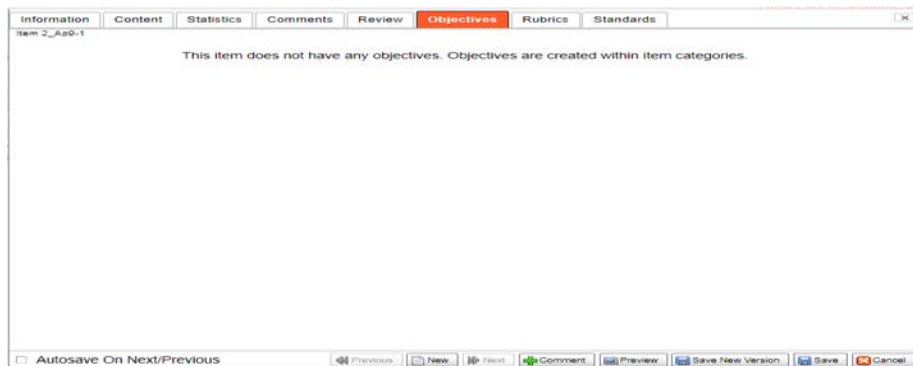 Information Content Statistics Comments Review Objectives Rubrics Standards
Item 2_Ap9-1
This item does not have any objectives. Objectives are created within item categories.
Autosave On Next/Previous Previous New Next Comment Preview Save New Version Save Cancel